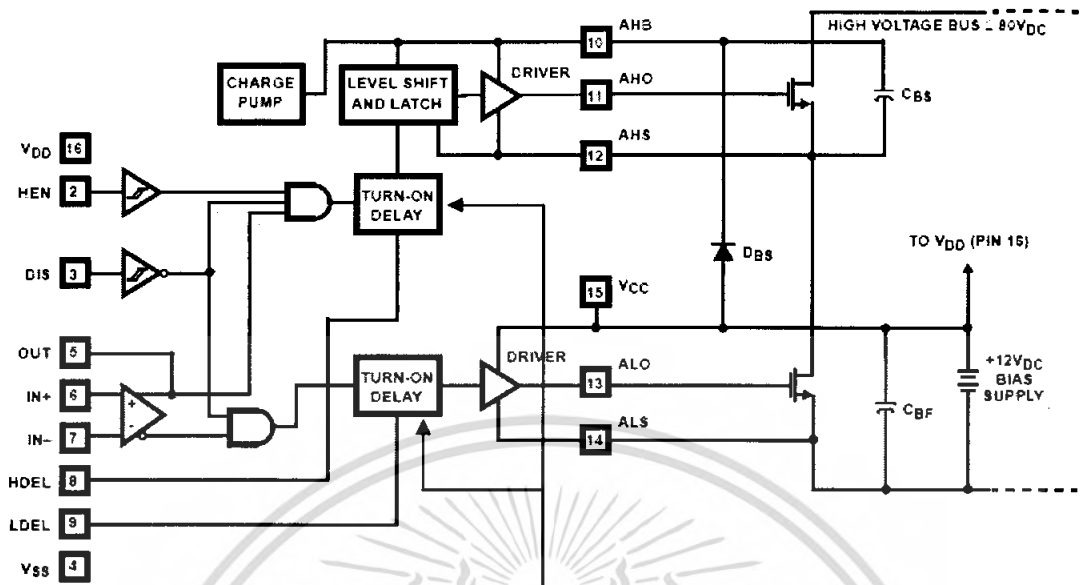 AHB
10
HIGH VOLTAGE BUS ≤ 80VDC
CHARGE PUMP
LEVEL SHIFT AND LATCH
DRIVER
AHO
11
CBS
AHS
12
VDD 16
HEN 2
TURN-ON DELAY
DIS 3
DBS
TO VDD (PIN 16)
15 VCC
OUT 5
DRIVER
IN+ 6
+
-
TURN-ON DELAY
ALO
13
+12VDC BIAS SUPPLY
CBF
IN– 7
ALS
14
HDEL 8
LDEL 9
VSS 4